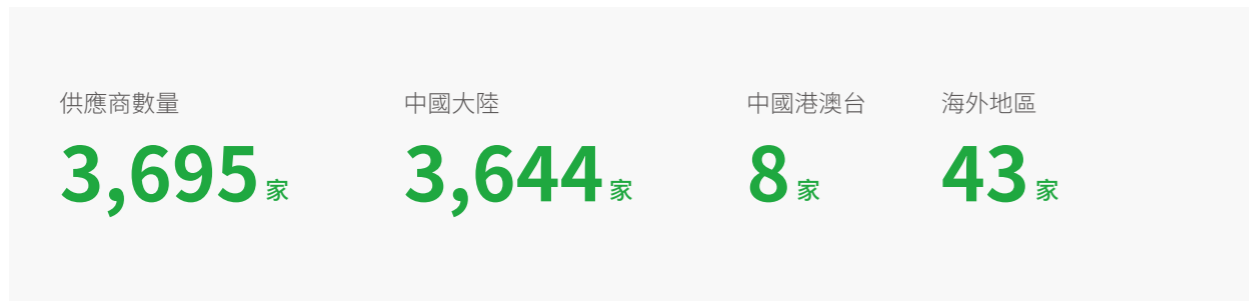 供應商數量
3,695 家
中國大陸
3,644 家
中國港澳台
8 家
海外地區
43 家